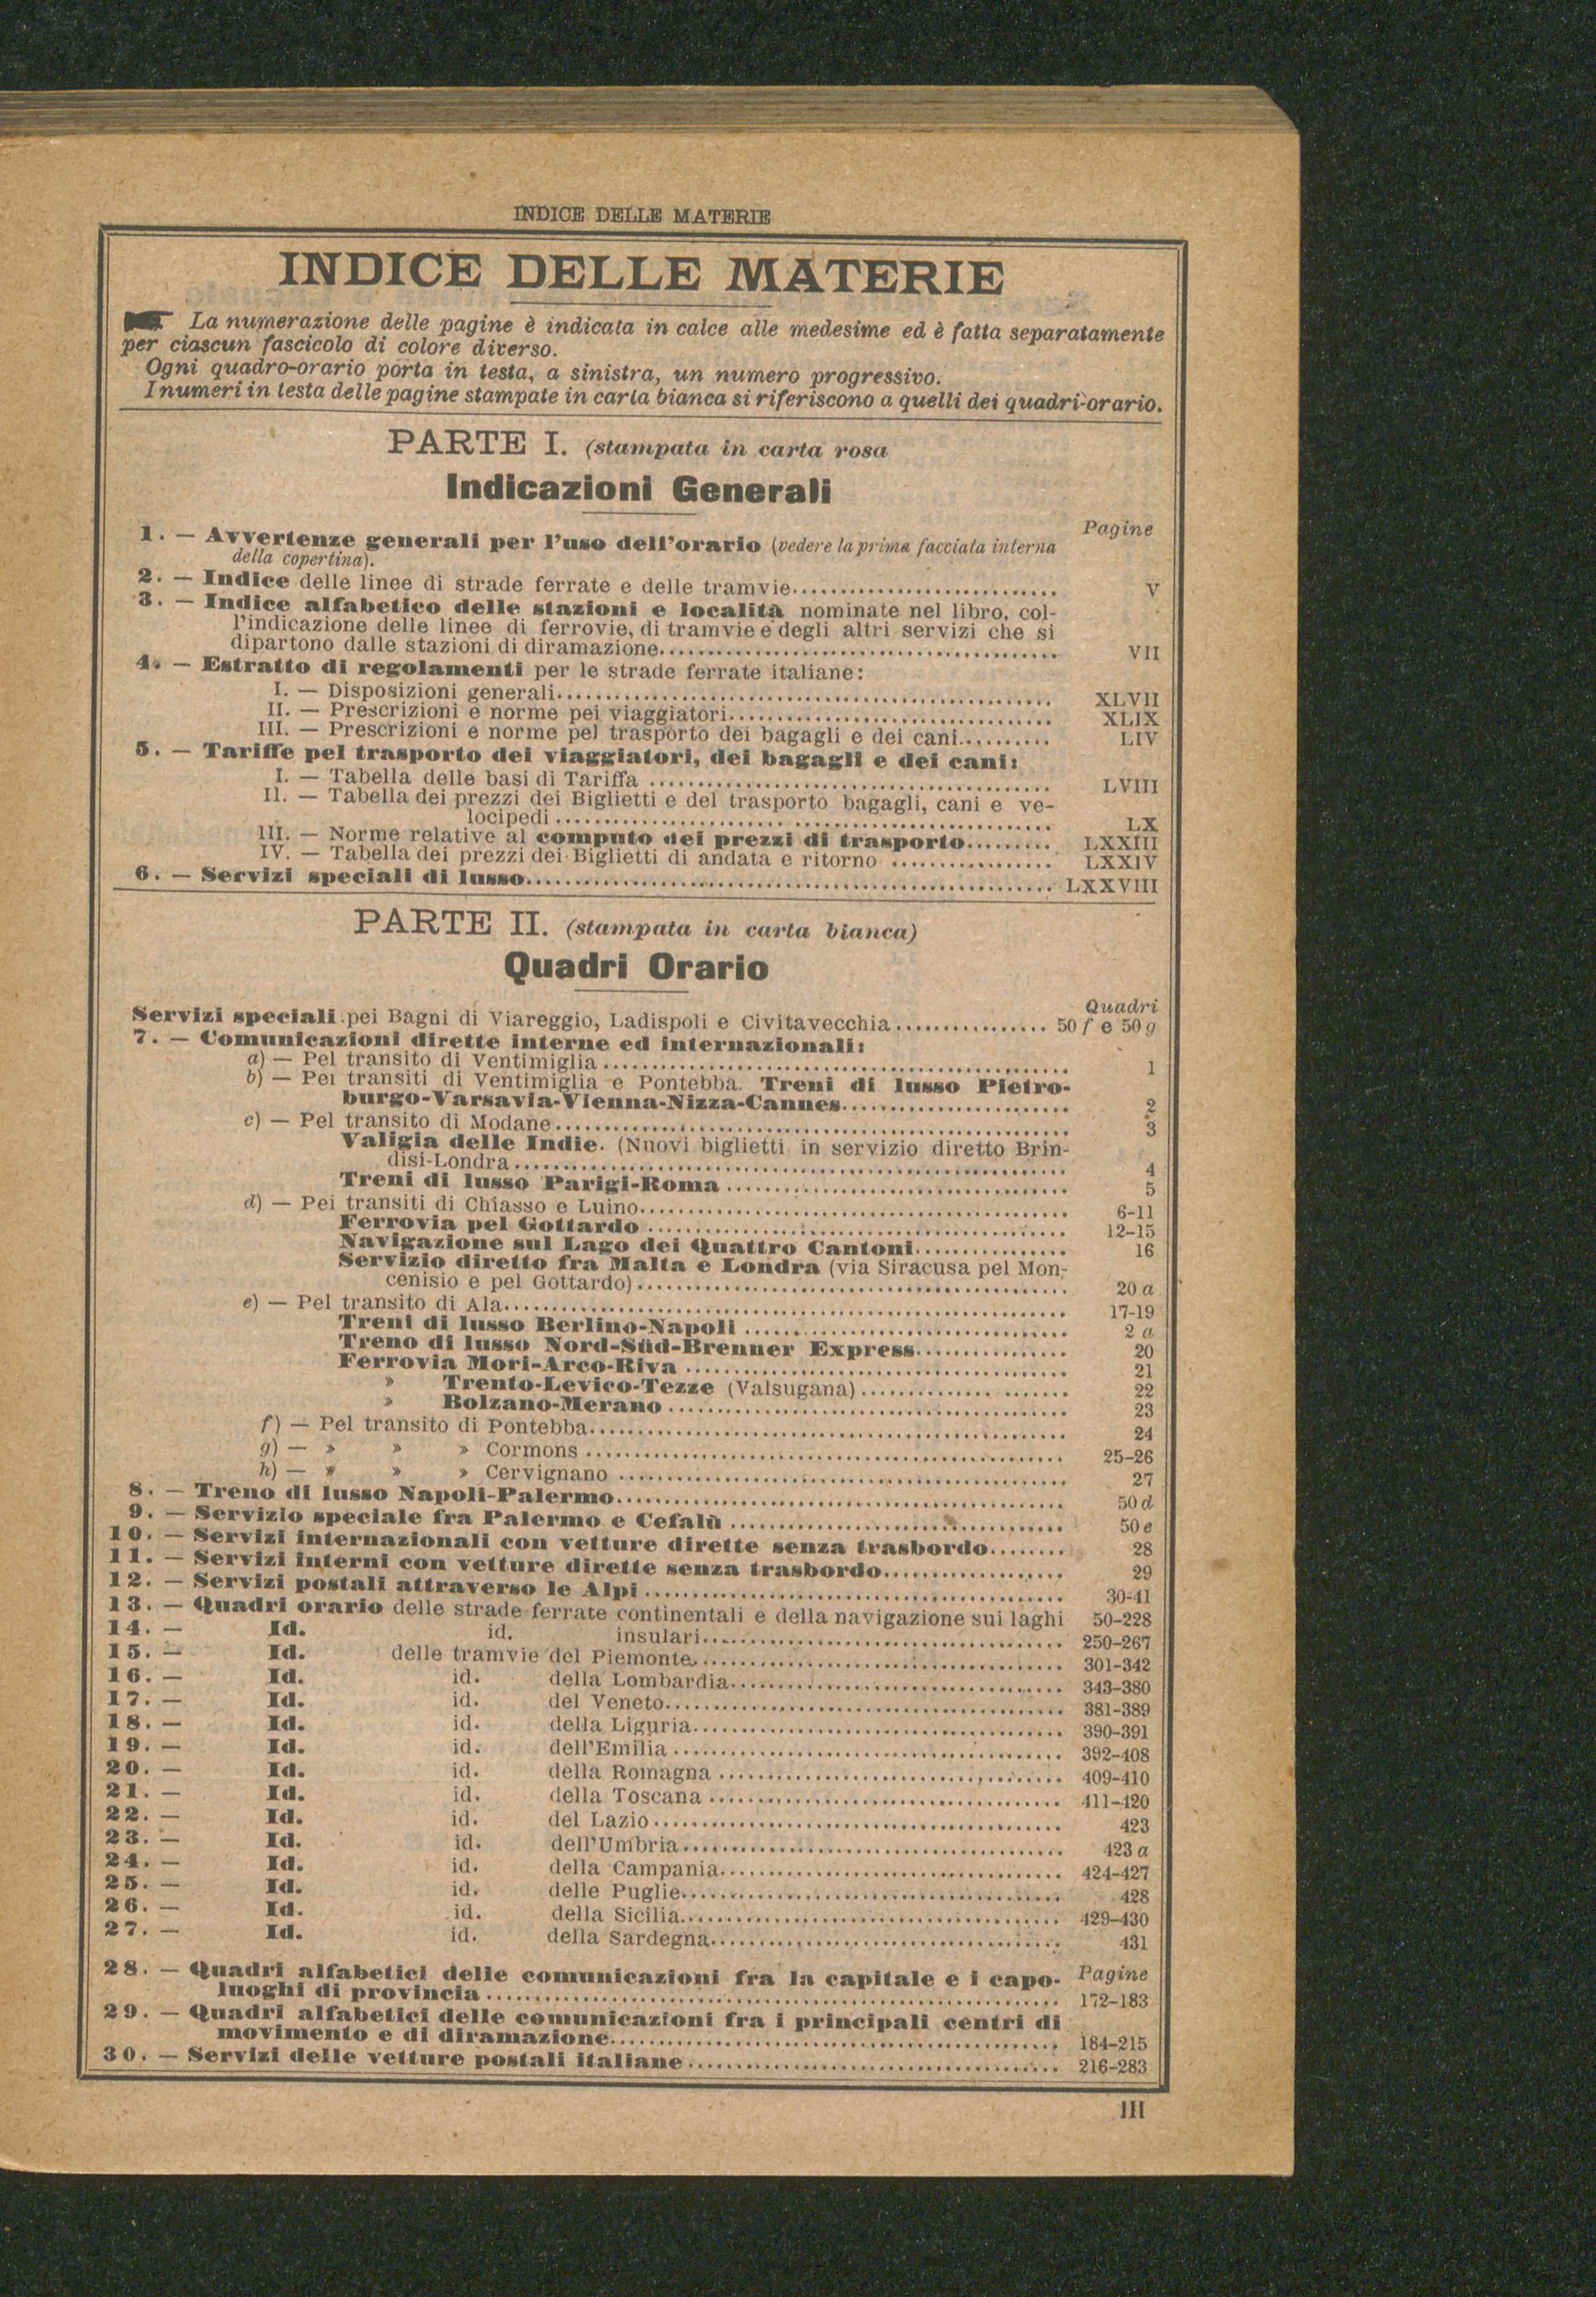 INDICE DELLE MATERIE
INDICE DELLE MATERIE
La numerazione delle pagine è indicata in calce alle medesime ed è fatta separatamente
per ciascun fascicolo di colore diverso.
Ogni quadro-orario porta in testa, a sinistra, un numero progressivo.
I numeri in testa delle pagine stampate in carta bianca si riferiscono a quelli dei quadri-orario.
PARTE I. (stampata in carta rosa
Indicazioni Generali
Pagine
1. — Avvertenze generali per l'uso dell'orario (vedere la prima facciata interna
della copertina).
2. — Indice delle linee di strade ferrate e delle tramvie.......................... V
3. — Indice alfabetico delle stazioni e località nominate nel libro, col-
l'indicazione delle linee di ferrovie, di tramvie e degli altri servizi che si
dipartono dalle stazioni di diramazione........................................ VII
4. — Estratto di regolamenti per le strade ferrate italiane:
I. — Disposizioni generali.................................................. XLVII
II. — Prescrizioni e norme pei viaggiatori................................. XLIX
III. — Prescrizioni e norme pel trasporto dei bagagli e dei cani.......... LIV
5. — Tariffe pel trasporto dei viaggiatori, dei bagagli e dei cani:
I. — Tabella delle basi di Tariffa ........................................ LVIII
II. — Tabella dei prezzi dei Biglietti e del trasporto bagagli, cani e ve-
locipedi .................................................. LX
III. — Norme relative al computo dei prezzi di trasporto......... LXXIII
IV. — Tabella dei prezzi dei Biglietti di andata e ritorno ................. LXXIV
6. — Servizi speciali di lusso..................................................... LXXVIII
PARTE II. (stampata in carta bianca)
Quadri Orario
Quadri
Servizi speciali pei Bagni di Viareggio, Ladispoli e Civitavecchia................ 50 f e 50 g
7. — Comunicazioni dirette interne ed internazionali:
a) — Pel transito di Ventimiglia ............................................... 1
b) — Pei transiti di Ventimiglia e Pontebba. Treni di lusso Pietro-
burgo-Varsavia-Vienna-Nizza-Cannes........................ 2
c) — Pel transito di Modane.................................................... 3
Valigia delle Indie. (Nuovi biglietti in servizio diretto Brin-
disi-Londra ........................................................ 4
Treni di lusso Parigi-Roma ................................... 5
d) — Pei transiti di Chiasso e Luino........................................... 6-11
Ferrovia pel Gottardo .......................................... 12-15
Navigazione sul Lago dei Quattro Cantoni................ 16
Servizio diretto fra Malta e Londra (via Siracusa pel Mon-
cenisio e pel Gottardo)............................................ 20 a
e) — Pel transito di Ala........................................................ 17-19
Treni di lusso Berlino-Napoli ................................. 2 a
Treno di lusso Nord-Süd-Brenner Express................ 20
Ferrovia Mori-Arco-Riva ....................................... 21
» Trento-Levico-Tezze (Valsugana)..................... 22
» Bolzano-Merano ........................................ 23
f) — Pel transito di Pontebba................................................ 24
g) — » » » Cormons ................................................ 25-26
h) — » » » Cervignano ............................................. 27
8. — Treno di lusso Napoli-Palermo............................................. 50 d
9. — Servizio speciale fra Palermo e Cefalù .................................. 50 e
10. — Servizi internazionali con vetture dirette senza trasbordo........ 28
11. — Servizi interni con vetture dirette senza trasbordo.................. 29
12. — Servizi postali attraverso le Alpi .......................................... 30-41
13. — Quadri orario delle strade ferrate continentali e della navigazione sui laghi 50-228
14. — Id. id. insulari.................................... 250-267
15. — Id. delle tramvie del Piemonte..................................... 301-342
16. — Id. id. della Lombardia.................................. 343-380
17. — Id. id. del Veneto........................................ 381-389
18. — Id. id. della Liguria..................................... 390-391
19. — Id. id. dell'Emilia ....................................... 392-408
20. — Id. id. della Romagna .................................. 409-410
21. — Id. id. della Toscana ................................... 411-420
22. — Id. id. del Lazio......................................... 423
23. — Id. id. dell'Umbria...................................... 423 a
24. — Id. id. della Campania.................................. 424-427
25. — Id. id. delle Puglie...................................... 428
26. — Id. id. della Sicilia...................................... 429-430
27. — Id. id. della Sardegna................................... 431
Pagine
28. — Quadri alfabetici delle comunicazioni fra la capitale e i capo-
luoghi di provincia .......................................................... 172-183
29. — Quadri alfabetici delle comunicazioni fra i principali centri di
movimento e di diramazione............................................. 184-215
30. — Servizi delle vetture postali italiane...................................... 216-283
III